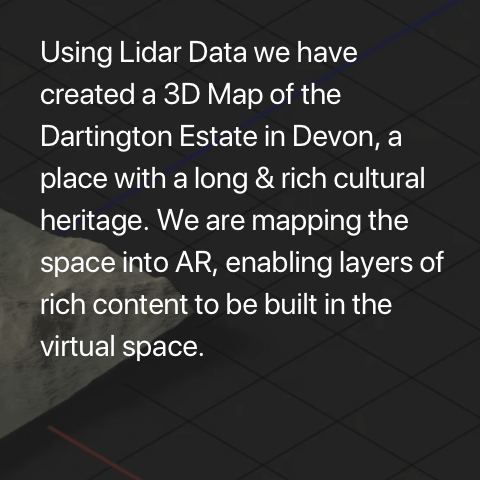 Using Lidar Data we have
created a 3D Map of the
Dartington Estate in Devon, a
place with a long & rich cultural
heritage. We are mapping the
space into AR, enabling layers of
rich content to be built in the
virtual space.